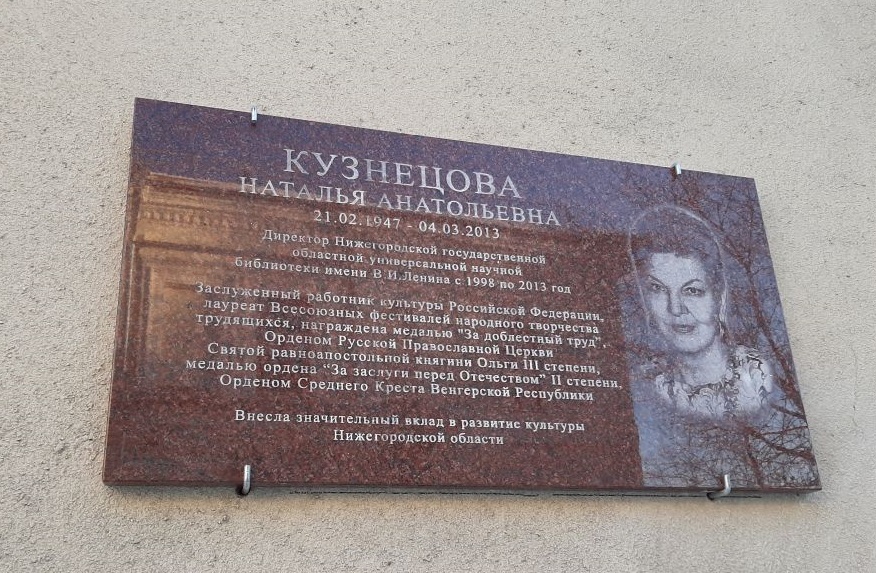 КУЗНЕЦОВА
НАТАЛЬЯ АНАТОЛЬЕВНА
21.02.1947 - 04.03.2013
Директор Нижегородской государственной
областной универсальной научной
библиотеки имени В.И.Ленина с 1998 по 2013 год
Заслуженный работник культуры Российской Федерации,
лауреат Всесоюзных фестивалей народного творчества
трудящихся, награждена медалью "За доблестный труд",
Орденом Русской Православной Церкви
Святой равноапостольной княгини Ольги III степени,
медалью ордена "За заслуги перед Отечеством" II степени,
Орденом Среднего Креста Венгерской Республики
Внесла значительный вклад в развитие культуры
Нижегородской области